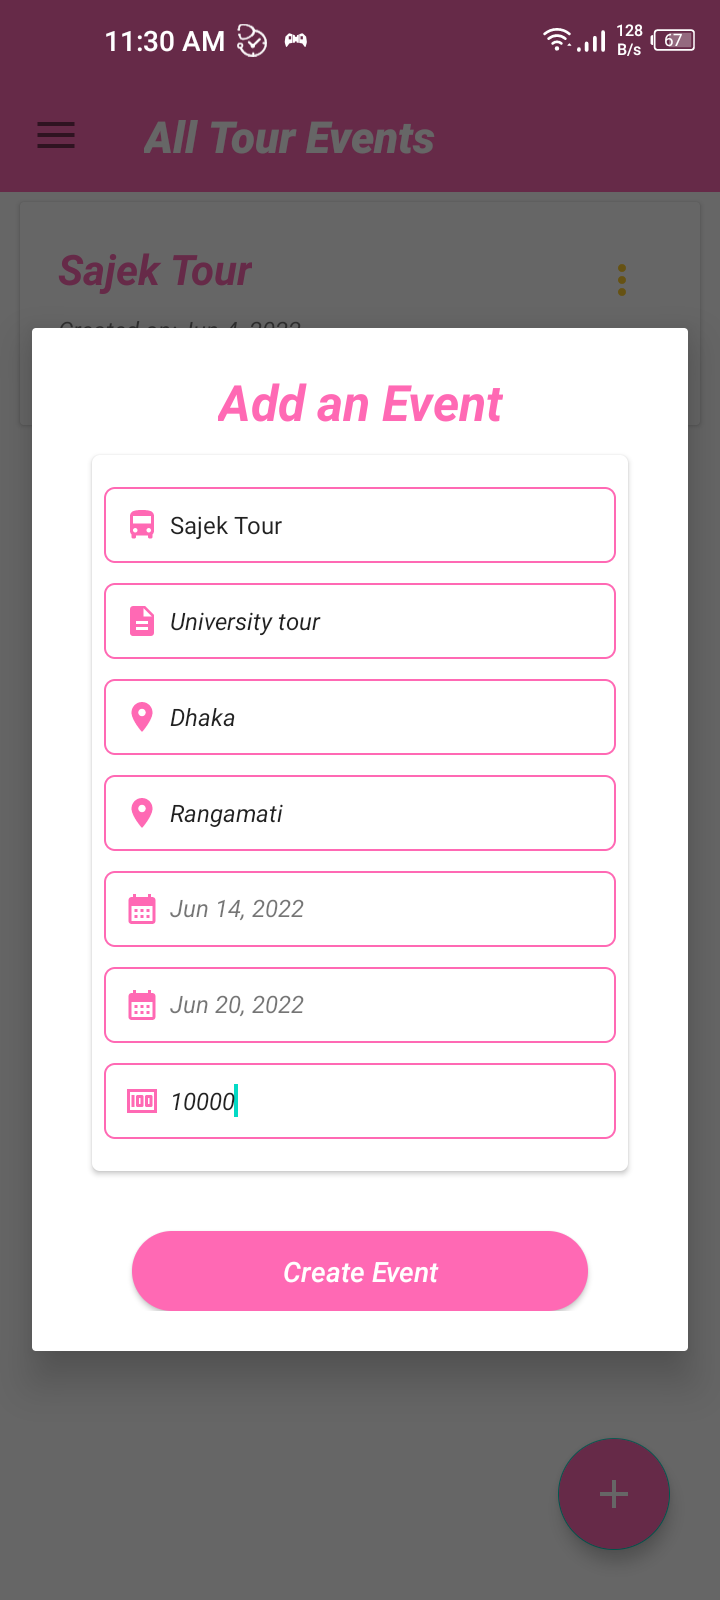 11:30 AM
128
B/s
67
All Tour Events
Sajek Tour
Created on: Jun 4, 2022
Add an Event
Sajek Tour
University tour
Dhaka
Rangamati
Jun 14, 2022
Jun 20, 2022
10000
Create Event